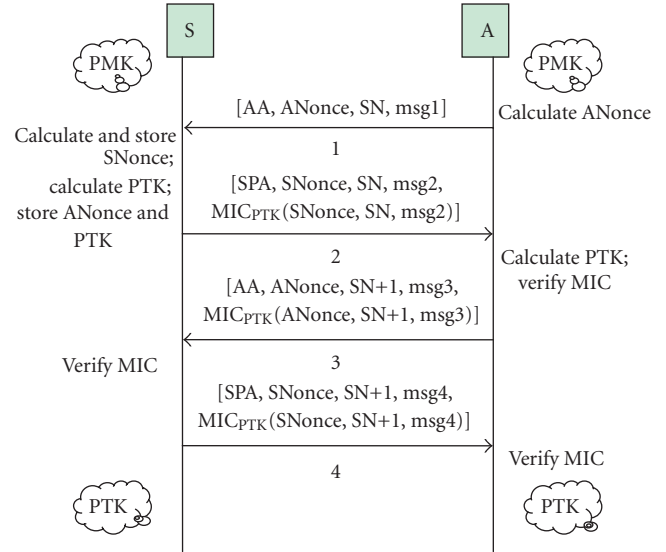 S
A
PMK
PMK
[AA, ANonce, SN, msg1]
Calculate ANonce
1
Calculate and store
SNonce;
calculate PTK;
store ANonce and
PTK
[SPA, SNonce, SN, msg2,
MICPTK(SNonce, SN, msg2)]
2
Calculate PTK;
verify MIC
[AA, ANonce, SN+1, msg3,
MICPTK(ANonce, SN+1, msg3)]
3
Verify MIC
[SPA, SNonce, SN+1, msg4,
MICPTK(SNonce, SN+1, msg4)]
4
Verify MIC
PTK
PTK